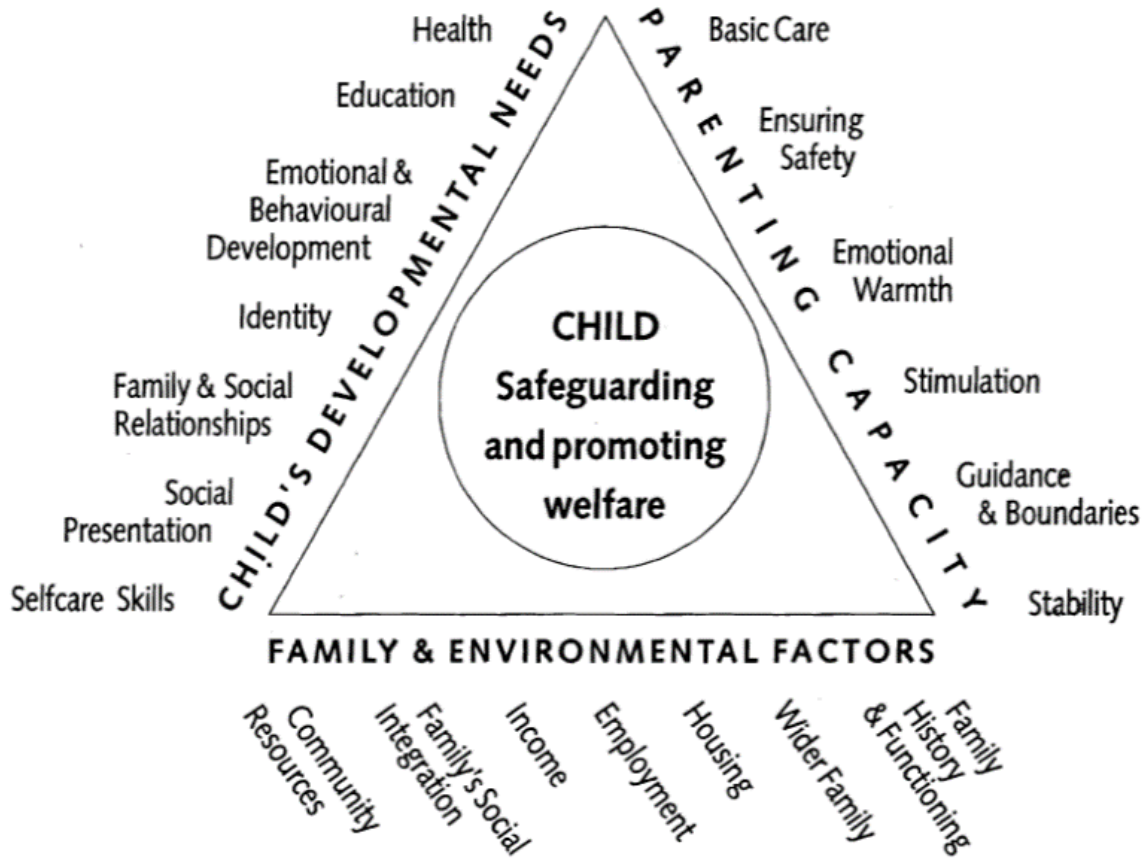 Health
Education
Emotional &
Behavioural
Development
Identity
Family & Social
Relationships
Social
Presentation
Selfcare Skills
CHILD'S DEVELOPMENTAL NEEDS
PARENTING CAPACITY
Basic Care
Ensuring
Safety
Emotional
Warmth
Stimulation
Guidance
& Boundaries
Stability
CHILD
Safeguarding
and promoting
welfare
FAMILY & ENVIRONMENTAL FACTORS
Community
Resources
Family's Social
Integration
Income
Employment
Housing
Wider Family
Family
History
& Functioning